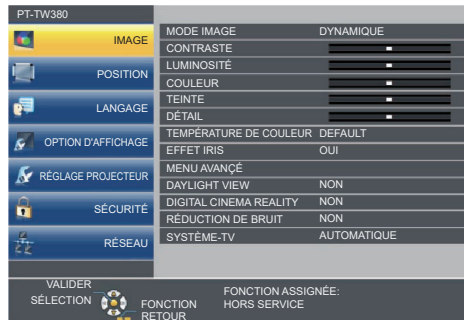 PT-TW380
IMAGE
POSITION
LANGAGE
OPTION D'AFFICHAGE
RÉGLAGE PROJECTEUR
SÉCURITÉ
RÉSEAU
MODE IMAGE DYNAMIQUE
CONTRASTE
LUMINOSITÉ
COULEUR
TEINTE
DÉTAIL
TEMPÉRATURE DE COULEUR DEFAULT
EFFET IRIS OUI
MENU AVANÇÉ
DAYLIGHT VIEW NON
DIGITAL CINEMA REALITY NON
RÉDUCTION DE BRUIT NON
SYSTÈME-TV AUTOMATIQUE
VALIDER
SÉLECTION
FONCTION
RETOUR
FONCTION ASSIGNÉE:
HORS SERVICE